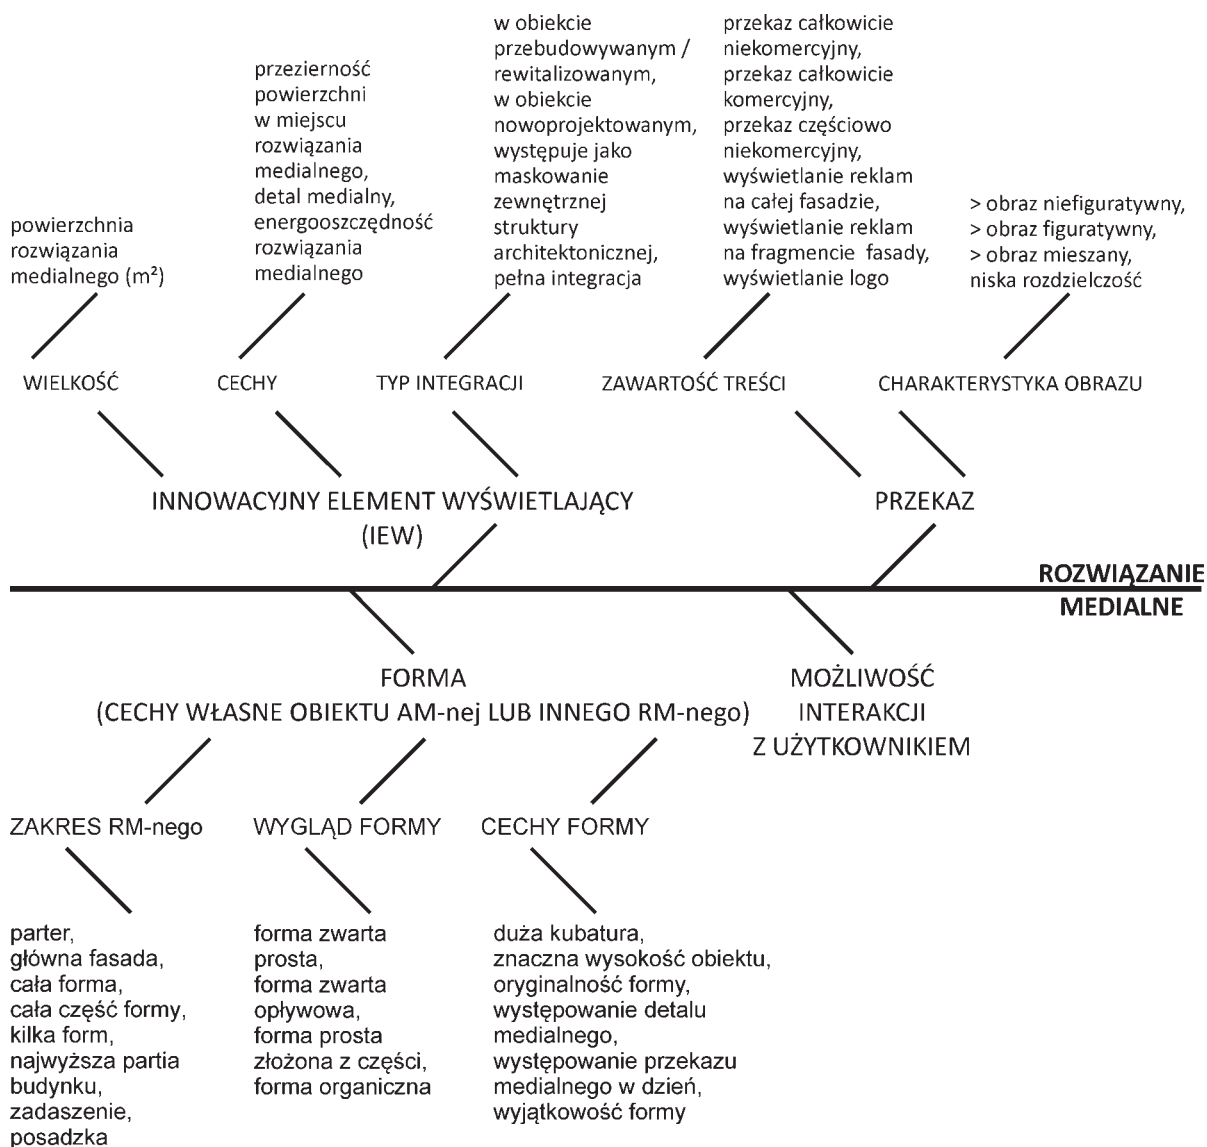 powierzchnia
rozwiązania
medialnego (m²)
przezierność
powierzchni
w miejscu
rozwiązania
medialnego,
detal medialny,
energooszczędność
rozwiązania
medialnego
w obiekcie
przebudowywanym /
rewitalizowanym,
w obiekcie
nowoprojektowanym,
występuje jako
maskowanie
zewnętrznej
struktury
architektonicznej,
pełna integracja
przekaz całkowicie
niekomercyjny,
przekaz całkowicie
komercyjny,
przekaz częściowo
niekomercyjny,
wyświetlanie reklam
na całej fasadzie,
wyświetlanie reklam
na fragmencie fasady,
wyświetlanie logo
> obraz niefiguratywny,
> obraz figuratywny,
> obraz mieszany,
niska rozdzielczość
WIELKOŚĆ
CECHY
TYP INTEGRACJI
ZAWARTOŚĆ TREŚCI
CHARAKTERYSTYKA OBRAZU
INNOWACYJNY ELEMENT WYŚWIETLAJĄCY
(IEW)
PRZEKAZ
ROZWIĄZANIE
MEDIALNE
FORMA
(CECHY WŁASNE OBIEKTU AM-nej LUB INNEGO RM-nego)
MOŻLIWOŚĆ
INTERAKCJI
Z UŻYTKOWNIKIEM
ZAKRES RM-nego
WYGLĄD FORMY
CECHY FORMY
parter,
główna fasada,
cała forma,
cała część formy,
kilka form,
najwyższa partia
budynku,
zadaszenie,
posadzka
forma zwarta
prosta,
forma zwarta
opływowa,
forma prosta
złożona z części,
forma organiczna
duża kubatura,
znaczna wysokość obiektu,
oryginalność formy,
występowanie detalu
medialnego,
występowanie przekazu
medialnego w dzień,
wyjątkowość formy